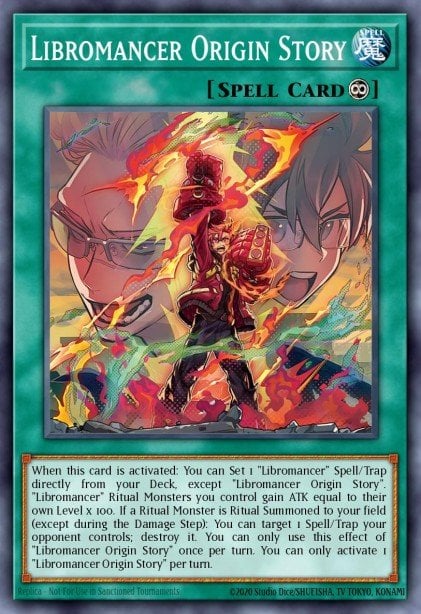 LIBROMANCER ORIGIN STORY
SPELL
魔
[SPELL CARD]
When this card is activated: You can Set 1 "Libromancer" Spell/Trap
directly from your Deck, except "Libromancer Origin Story".
"Libromancer" Ritual Monsters you control gain ATK equal to their
own Level x 100. If a Ritual Monster is Ritual Summoned to your field
(except during the Damage Step): You can target 1 Spell/Trap your
opponent controls; destroy it. You can only use this effect of
"Libromancer Origin Story" once per turn. You can only activate 1
"Libromancer Origin Story" per turn.
Replica - Not For Use in Sanctioned Tournaments
©2020 Studio Dice/SHUEISHA, TV TOKYO, KONAMI